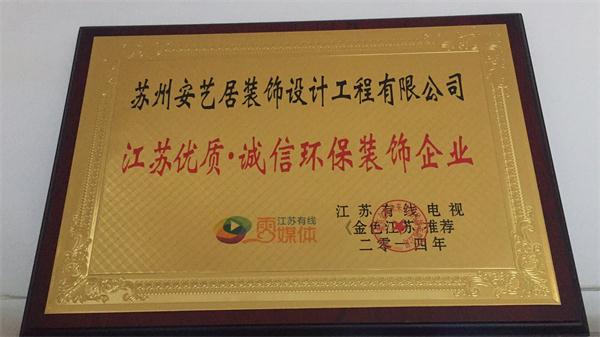 苏州安艺居装饰设计工程有限公司
江苏优质·诚信环保装饰企业
江苏有线
云媒体
江苏有线电视
《金色江苏》推荐
二零一四年